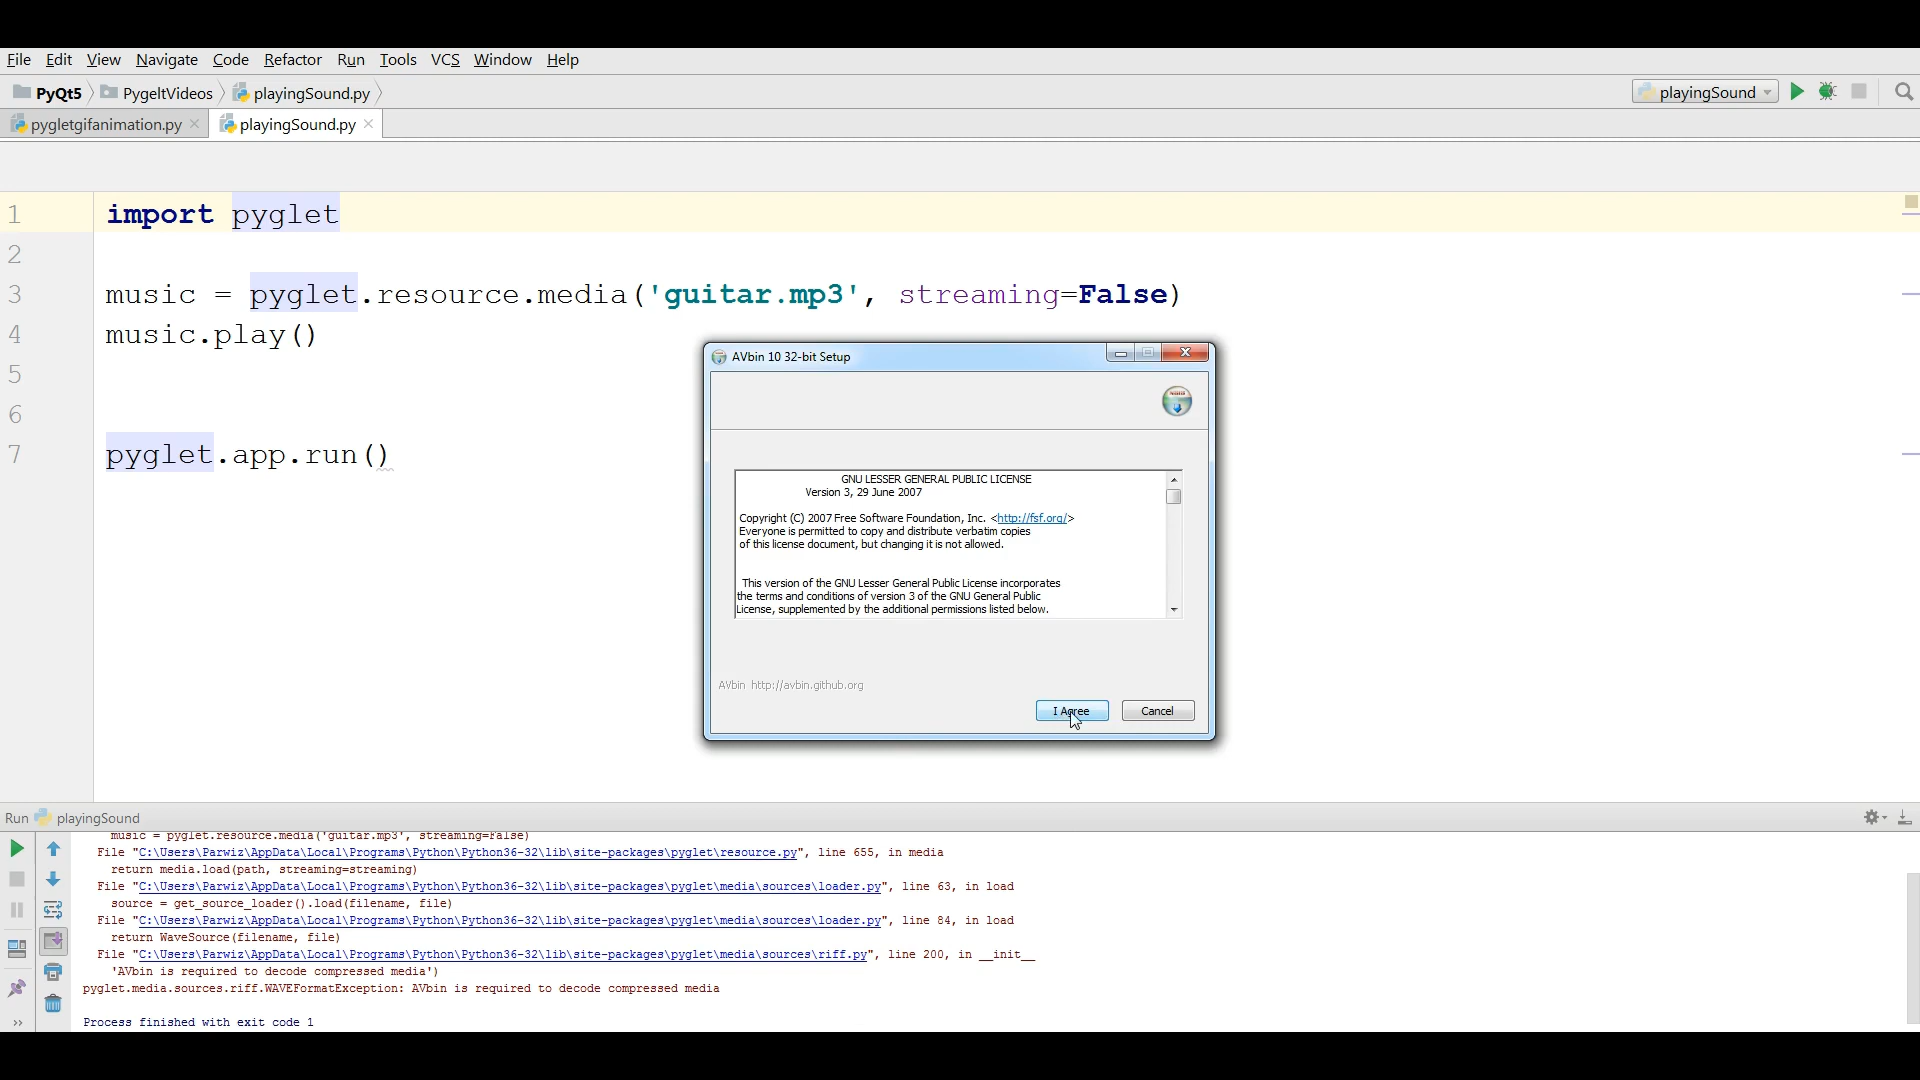 File Edit View Navigate Code Refactor Run Tools VCS Window Help
PyQt5 PygeltVideos playingSound.py playingSound
pygletgifanimation.py playingSound.py
1 import pyglet
2
3 music = pyglet.resource.media('guitar.mp3', streaming=False)
4 music.play()
5
6
7 pyglet.app.run()
AVbin 10 32-bit Setup
GNU LESSER GENERAL PUBLIC LICENSE
Version 3, 29 June 2007
Copyright (C) 2007 Free Software Foundation, Inc. <http://fsf.org/>
Everyone is permitted to copy and distribute verbatim copies
of this license document, but changing it is not allowed.
This version of the GNU Lesser General Public License incorporates
the terms and conditions of version 3 of the GNU General Public
License, supplemented by the additional permissions listed below.
AVbin http://avbin.github.org
I Agree Cancel
Run playingSound
music = pyglet.resource.media('guitar.mp3', streaming=False)
File "C:\Users\Parwiz\AppData\Local\Programs\Python\Python36-32\lib\site-packages\pyglet\resource.py", line 655, in media
return media.load(path, streaming=streaming)
File "C:\Users\Parwiz\AppData\Local\Programs\Python\Python36-32\lib\site-packages\pyglet\media\sources\loader.py", line 63, in load
source = get_source_loader().load(filename, file)
File "C:\Users\Parwiz\AppData\Local\Programs\Python\Python36-32\lib\site-packages\pyglet\media\sources\loader.py", line 84, in load
return WaveSource(filename, file)
File "C:\Users\Parwiz\AppData\Local\Programs\Python\Python36-32\lib\site-packages\pyglet\media\sources\riff.py", line 200, in __init__
'AVbin is required to decode compressed media')
pyglet.media.sources.riff.WAVEFormatException: AVbin is required to decode compressed media
Process finished with exit code 1